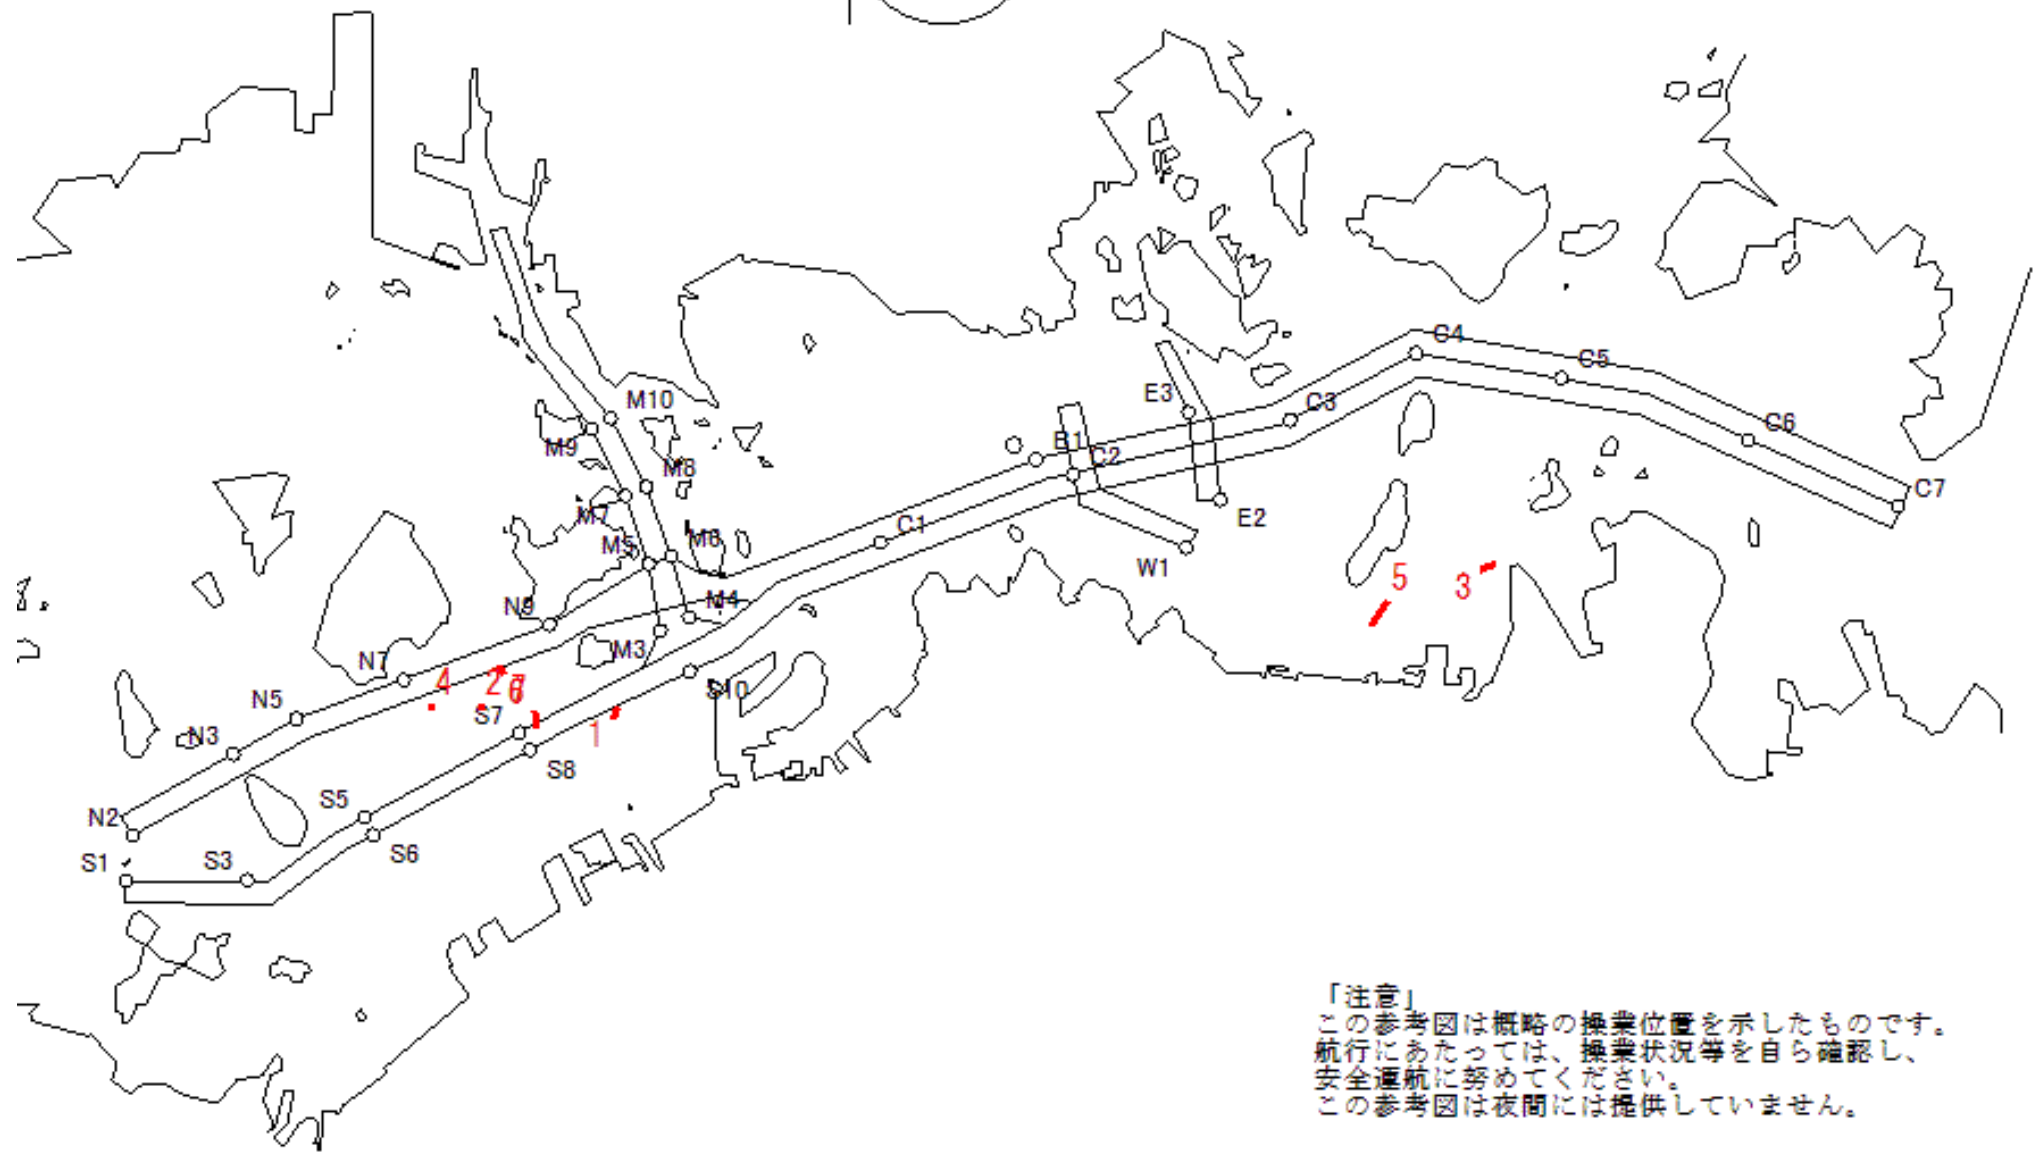 C4
C5
E3
M10
C3
C6
B1
M9
C2
M8
C7
M7
E2
C1
M5
M6
W1
5
3
N9
M4
M3
N7
4
2
6
7
S10
N5
S7
1
N3
S8
S5
N2
S6
S1
S3
「注意」
この参考図は概略の操業位置を示したものです。
航行にあたっては、操業状況等を自ら確認し、
安全運航に努めてください。
この参考図は夜間には提供していません。